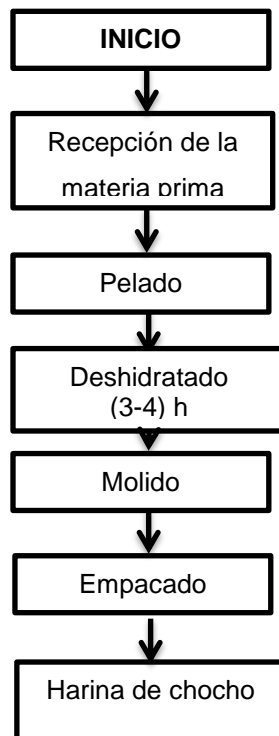 INICIO
Recepción de la
materia prima
Pelado
Deshidratado
(3-4) h
Molido
Empacado
Harina de chocho